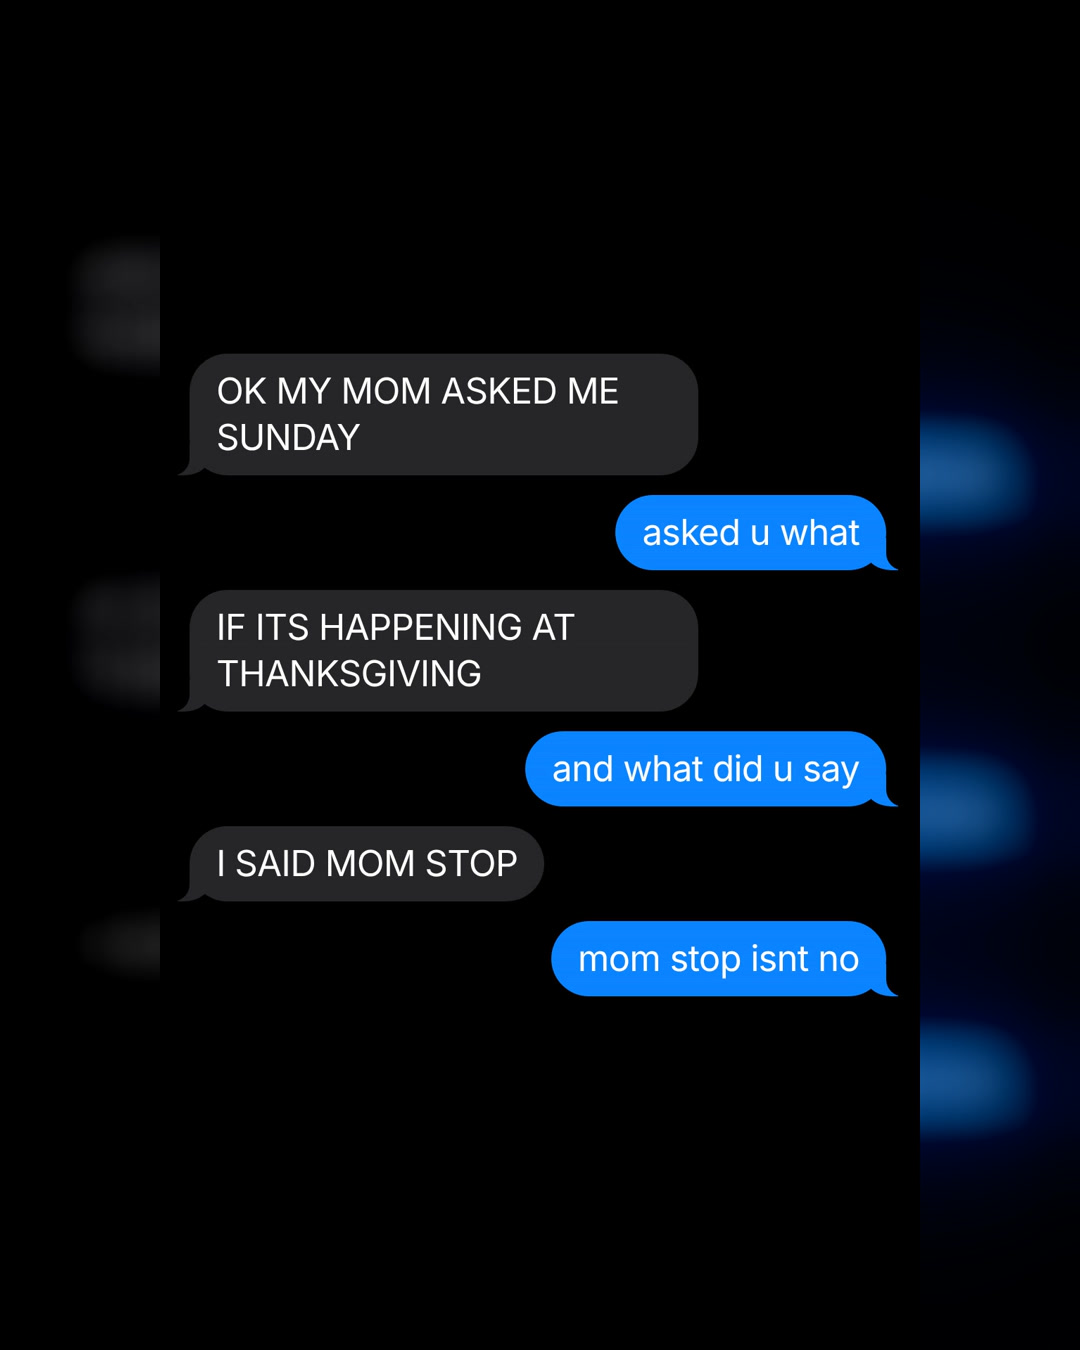 OK MY MOM ASKED ME
SUNDAY
asked u what
IF ITS HAPPENING AT
THANKSGIVING
and what did u say
I SAID MOM STOP
mom stop isnt no